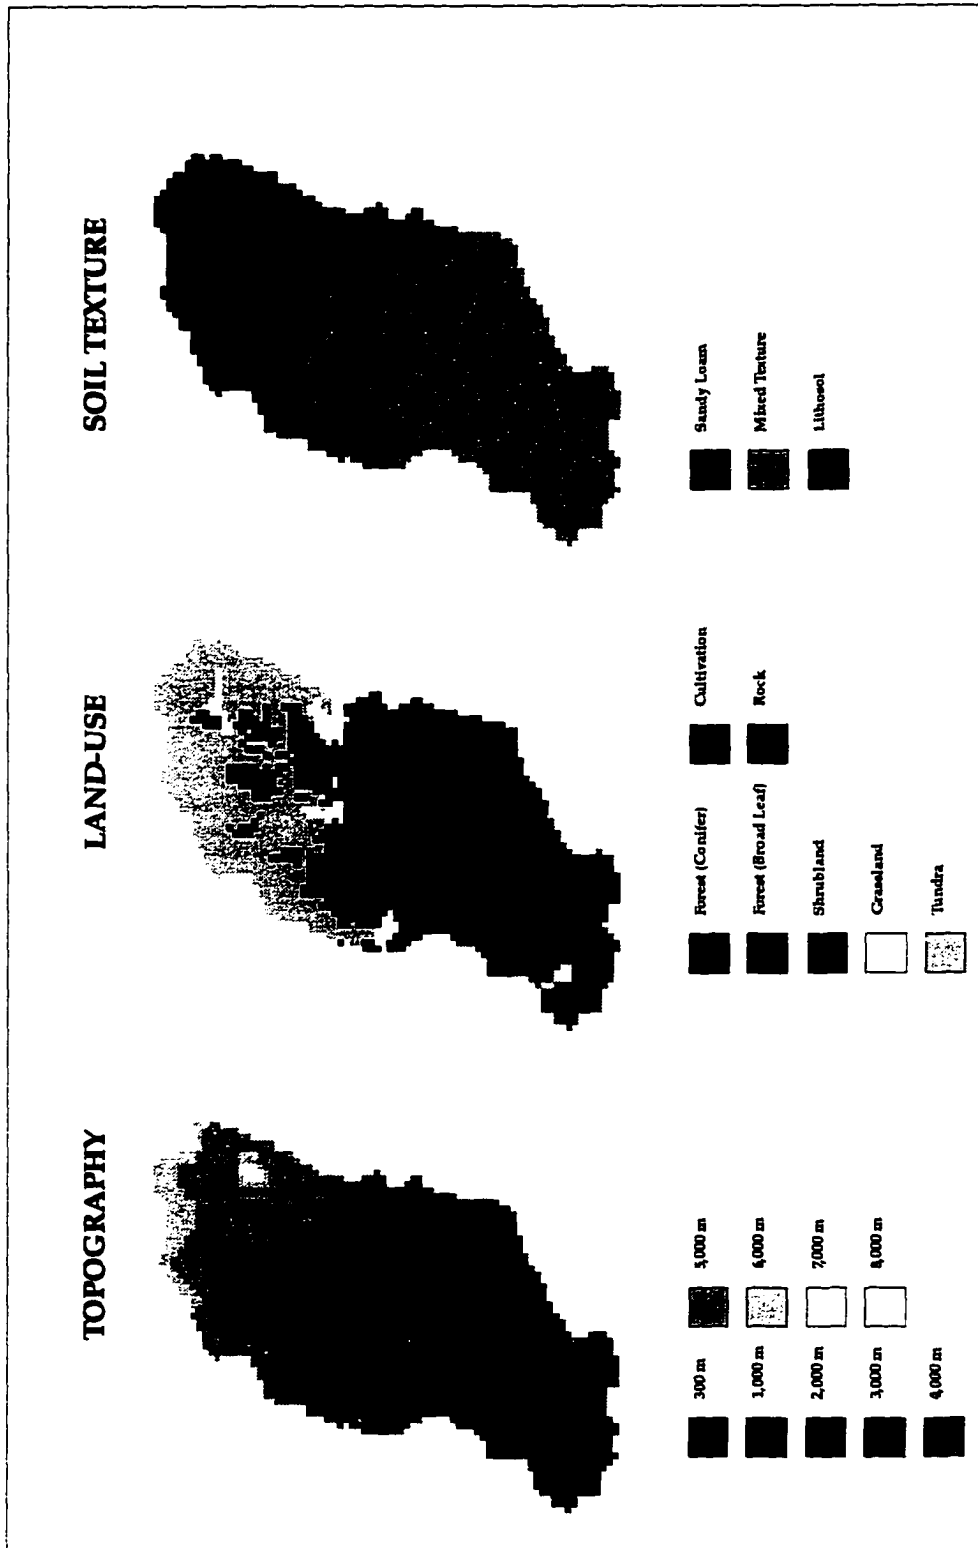 TOPOGRAPHY
300 m
1,000 m
2,000 m
3,000 m
4,000 m
5,000 m
6,000 m
7,000 m
8,000 m
LAND-USE
Forest (Conifer)
Forest (Broad Leaf)
Shrubland
Grassland
Tundra
Cultivation
Rock
SOIL TEXTURE
Sandy Loam
Mixed Texture
Lithosol